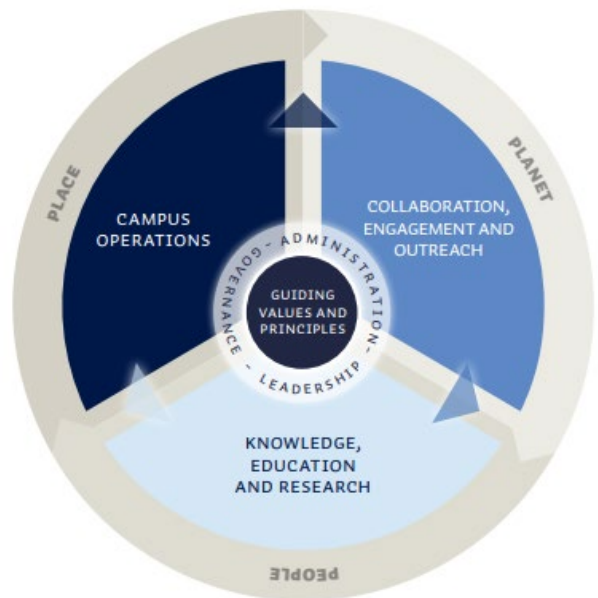 PLACE
PLANET
CAMPUS
OPERATIONS
COLLABORATION,
ENGAGEMENT AND
OUTREACH
GOVERNANCE - ADMINISTRATION - LEADERSHIP -
GUIDING
VALUES AND
PRINCIPLES
KNOWLEDGE,
EDUCATION
AND RESEARCH
PEOPLE